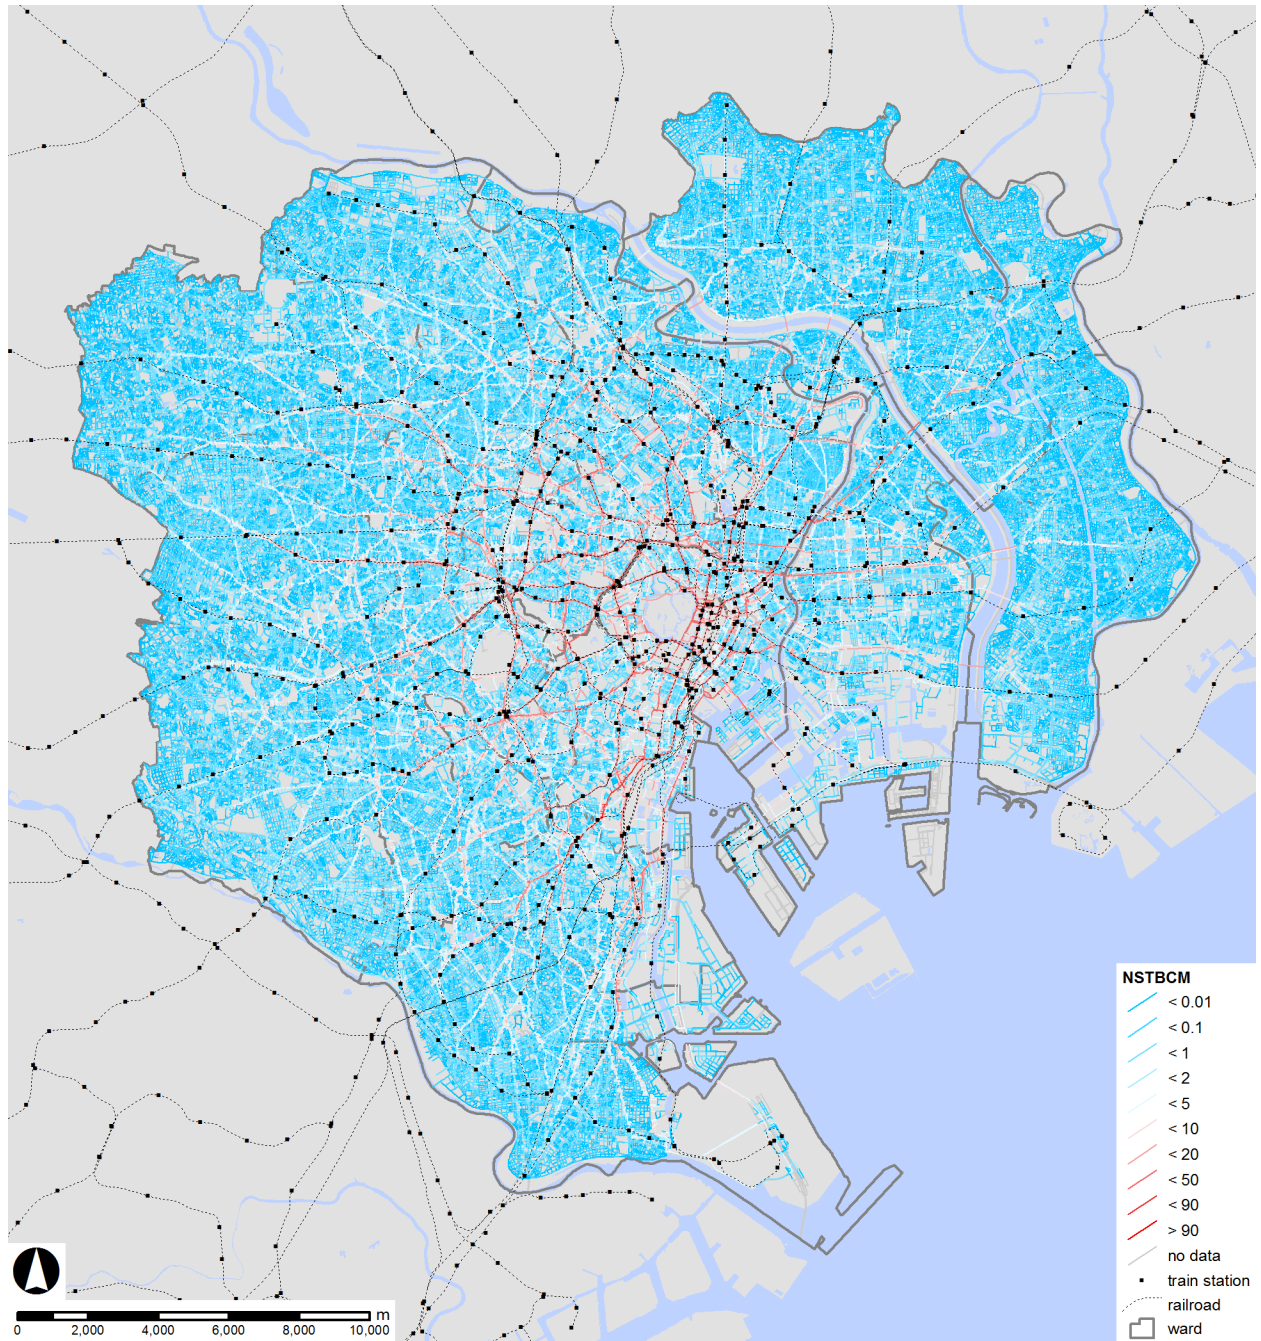 NSTBCM
< 0.01
< 0.1
< 1
< 2
< 5
< 10
< 20
< 50
< 90
> 90
no data
train station
railroad
ward
m
0 2,000 4,000 6,000 8,000 10,000